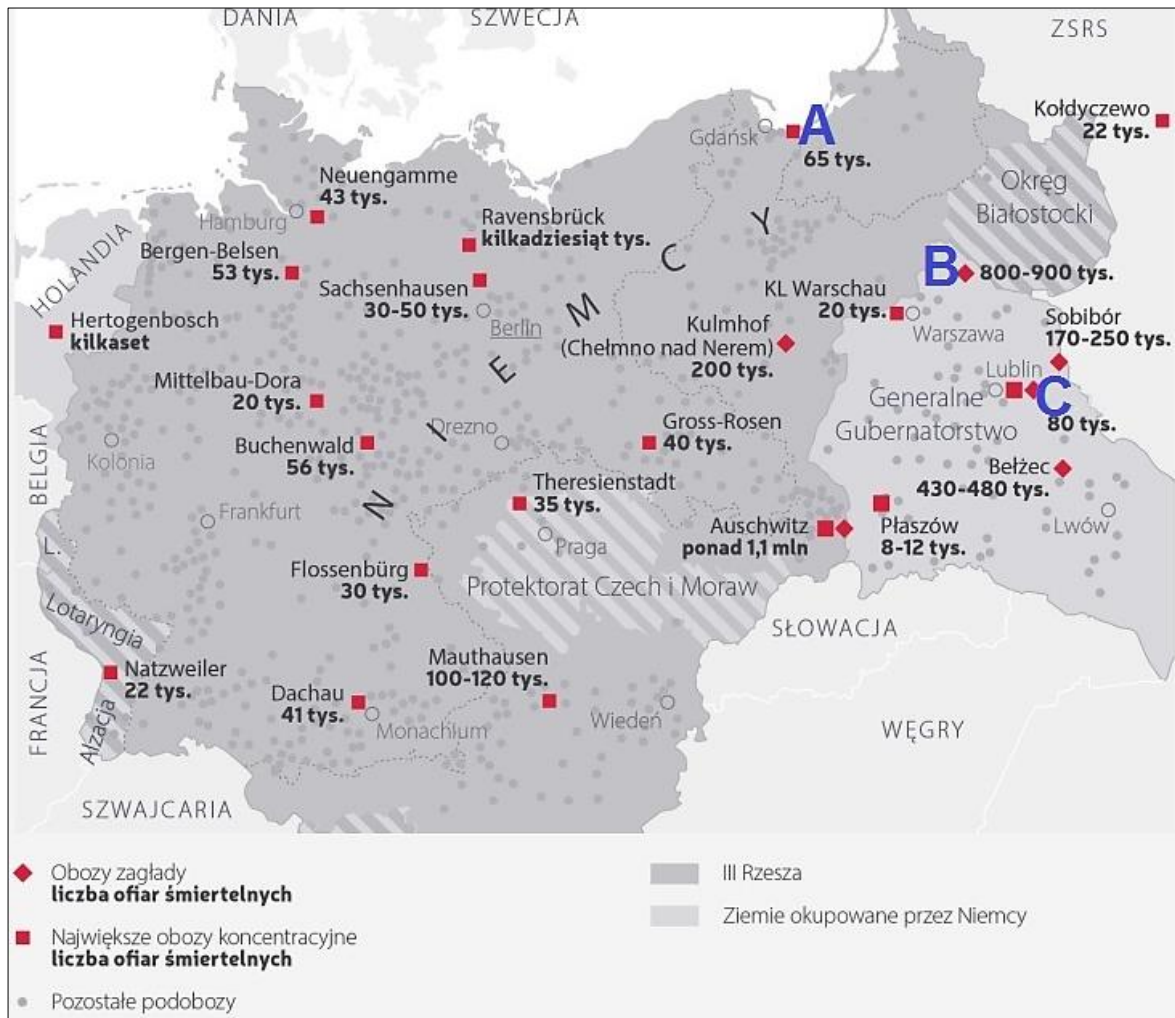 DANIA
SZWECJA
ZSRS
Kołdyczewo
22 tys.
Gdańsk
A
65 tys.
Okręg
Białostocki
Neuengamme
43 tys.
Hamburg
Ravensbrück
kilkadziesiąt tys.
HOLANDIA
Bergen-Belsen
53 tys.
Sachsenhausen
30-50 tys.
Berlin
N I E M C Y
B
800-900 tys.
KL Warschau
20 tys.
Warszawa
Sobibór
170-250 tys.
Hertogenbosch
kilkaset
Kulmhof
(Chełmno nad Nerem)
200 tys.
Mittelbau-Dora
20 tys.
Lublin
C
80 tys.
Generalne
Gubernatorstwo
BELGIA
Kolonia
Buchenwald
56 tys.
Drezno
Gross-Rosen
40 tys.
Bełżec
430-480 tys.
Lwów
Frankfurt
Theresienstadt
35 tys.
Praga
Auschwitz
ponad 1,1 mln
Płaszów
8-12 tys.
L.
Flossenbürg
30 tys.
Protektorat Czech i Moraw
SŁOWACJA
Lotaryngia
FRANCJA
Natzweiler
22 tys.
Alzacja
Dachau
41 tys.
Monachium
Mauthausen
100-120 tys.
Wiedeń
WĘGRY
SZWAJCARIA
Obozy zagłady
liczba ofiar śmiertelnych
Największe obozy koncentracyjne
liczba ofiar śmiertelnych
Pozostałe podobozy
III Rzesza
Ziemie okupowane przez Niemcy